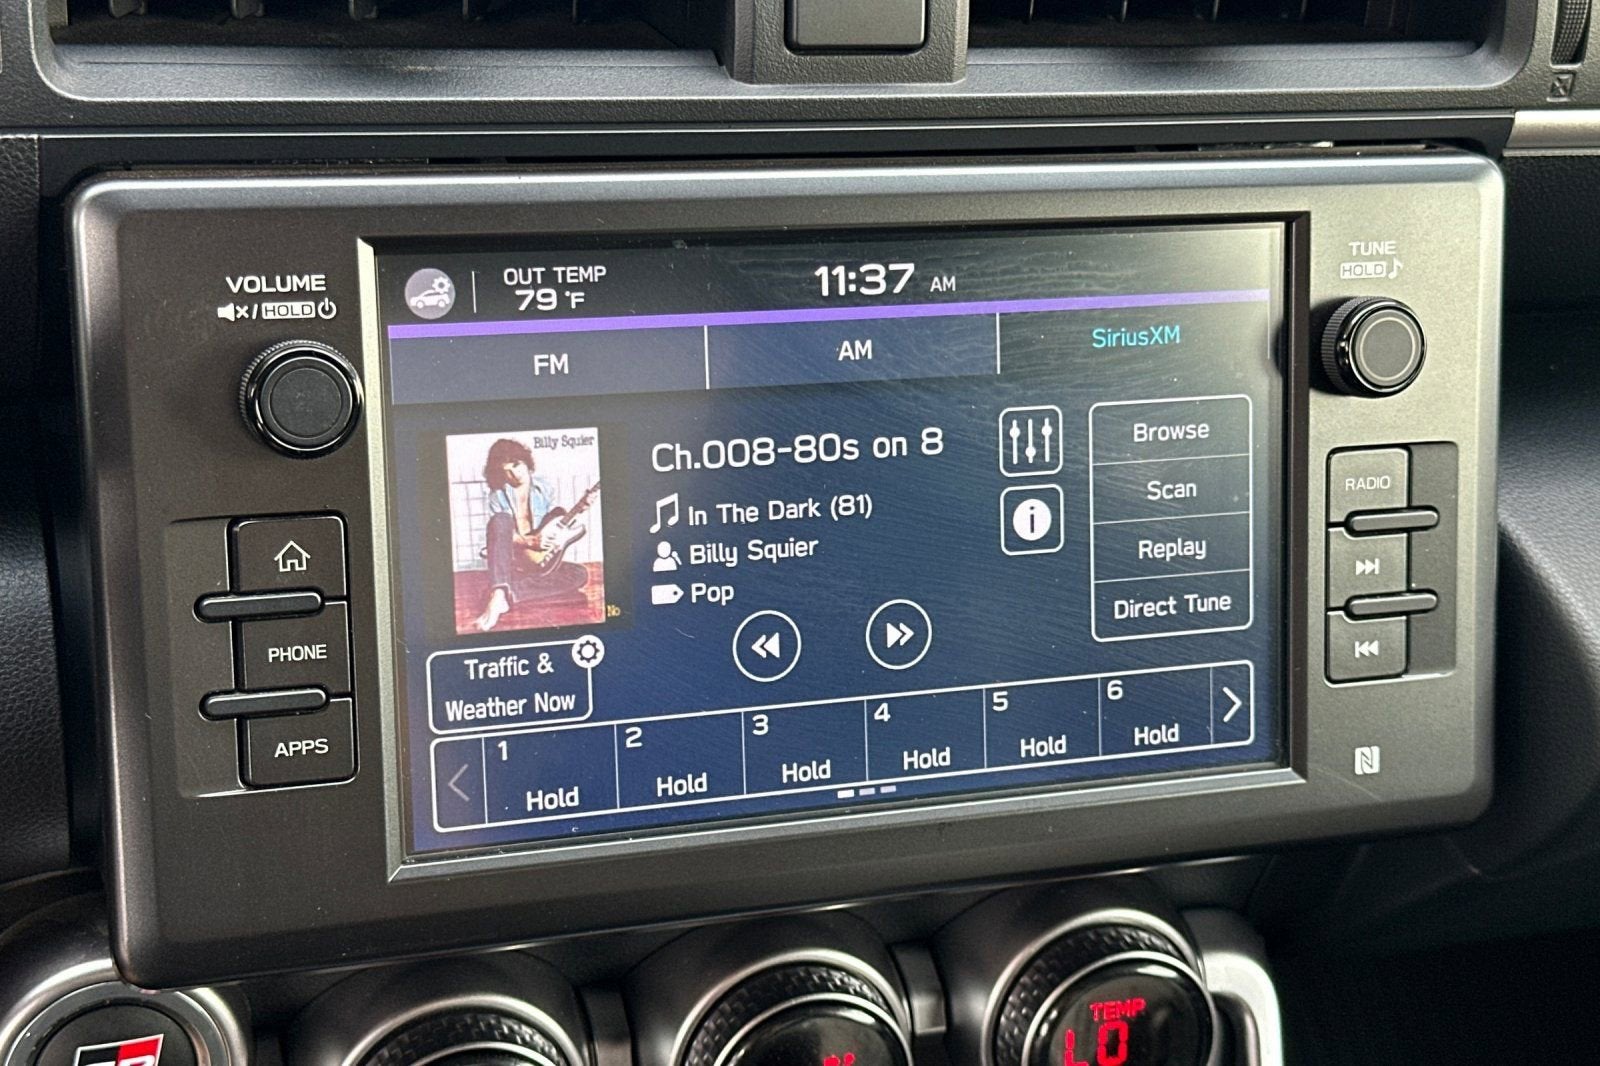 VOLUME
/HOLD
TUNE
HOLD
OUT TEMP
79 °F
11:37 AM
FM
AM
SiriusXM
Billy Squier
No
Ch.008-80s on 8
In The Dark (81)
Billy Squier
Pop
i
Browse
Scan
Replay
Direct Tune
Traffic &
Weather Now
1 Hold
2 Hold
3 Hold
4 Hold
5 Hold
6 Hold
PHONE
APPS
RADIO
N
TEMP
LO